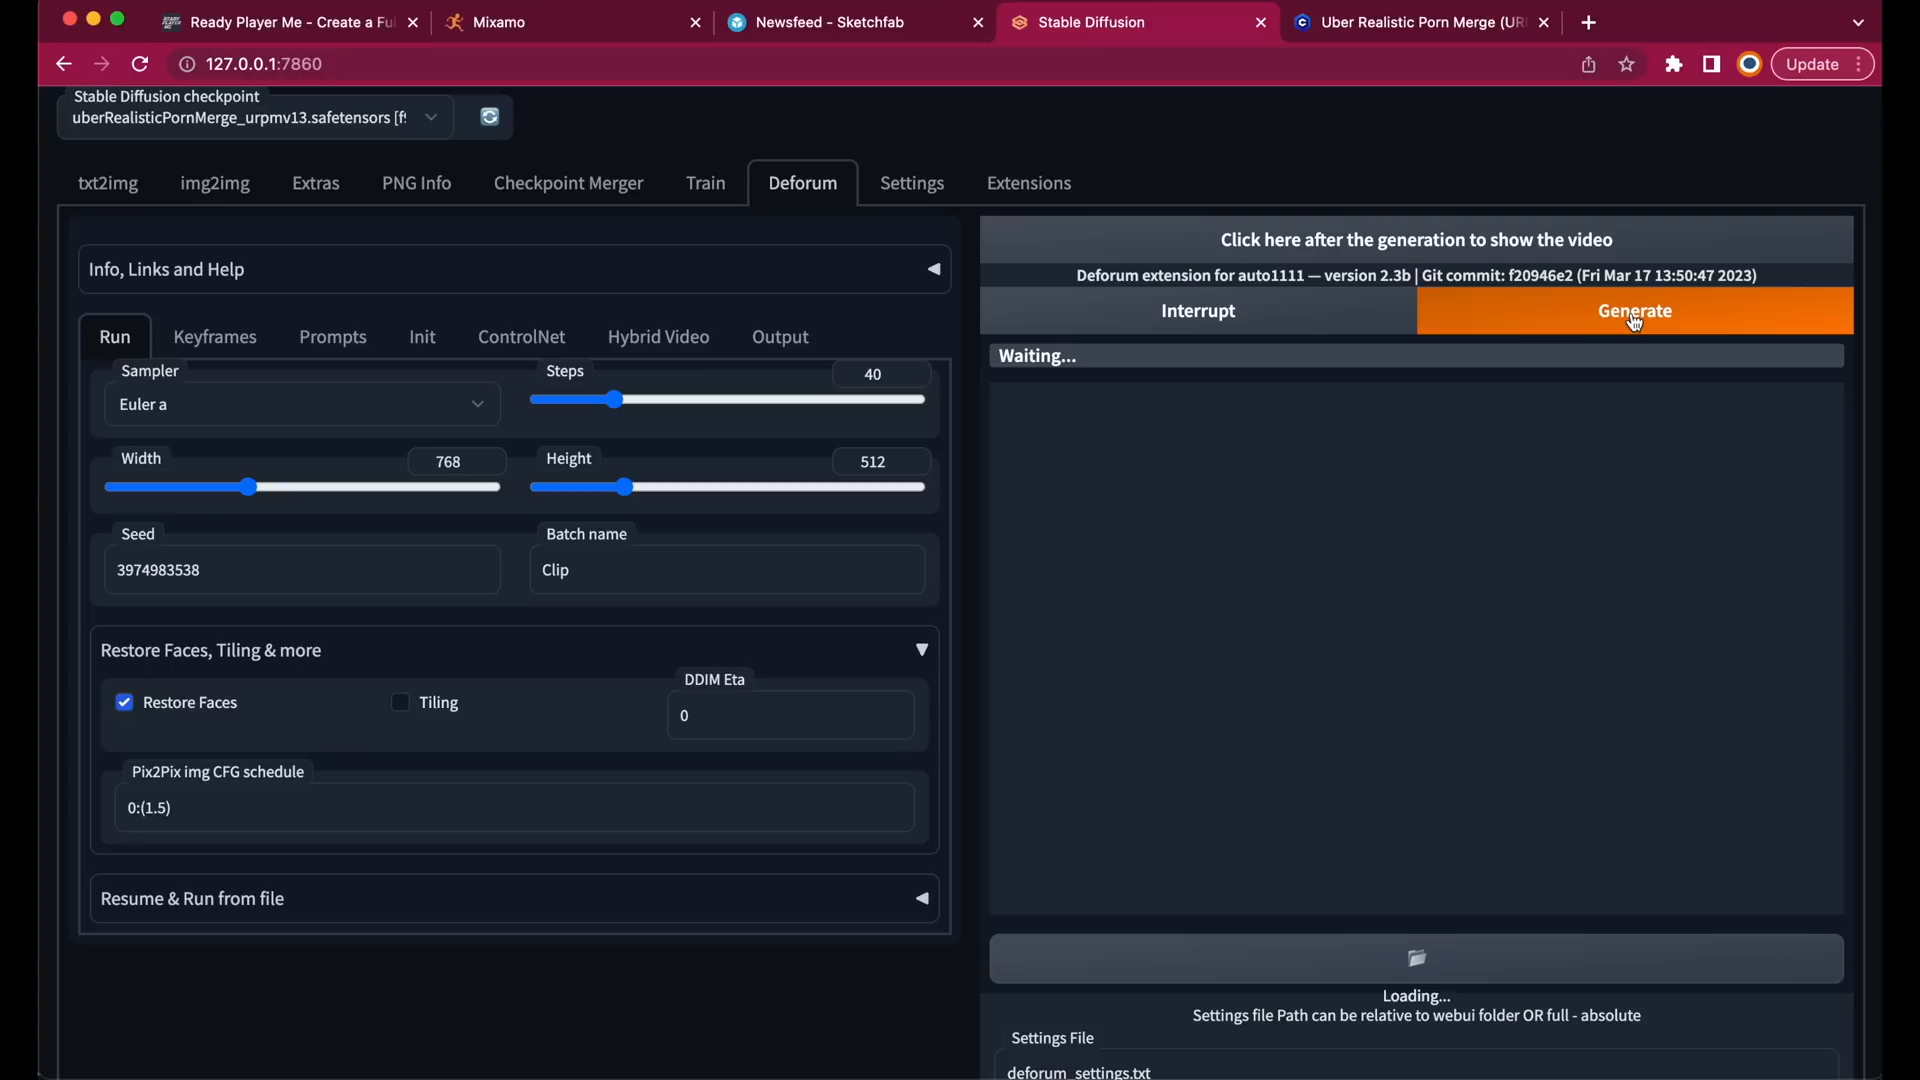 Ready Player Me - Create a Ful
Mixamo
Newsfeed - Sketchfab
Stable Diffusion
Uber Realistic Porn Merge (UR
127.0.0.1:7860
Update
Stable Diffusion checkpoint
uberRealisticPornMerge_urpmv13.safetensors [f
txt2img
img2img
Extras
PNG Info
Checkpoint Merger
Train
Deforum
Settings
Extensions
Info, Links and Help
Run
Keyframes
Prompts
Init
ControlNet
Hybrid Video
Output
Sampler
Euler a
Steps
40
Width
768
Height
512
Seed
3974983538
Batch name
Clip
Restore Faces, Tiling & more
Restore Faces
Tiling
DDIM Eta
0
Pix2Pix img CFG schedule
0:(1.5)
Resume & Run from file
Click here after the generation to show the video
Deforum extension for auto1111 — version 2.3b | Git commit: f20946e2 (Fri Mar 17 13:50:47 2023)
Interrupt
Generate
Waiting...
Loading...
Settings file Path can be relative to webui folder OR full - absolute
Settings File
deforum_settings.txt